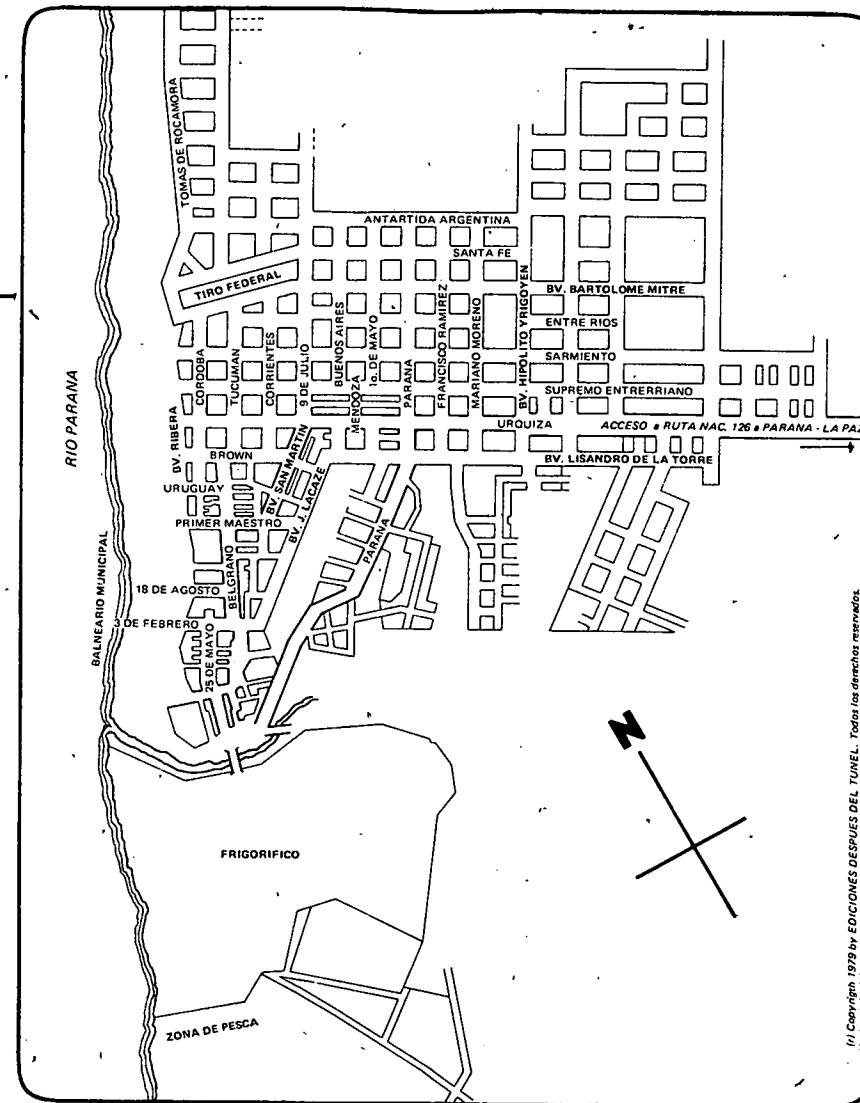 TOMAS DE ROCAMORA
ANTARTIDA ARGENTINA
SANTA FE
TIRO FEDERAL
BV. BARTOLOME MITRE
ENTRE RIOS
SARMIENTO
SUPREMO ENTRERRIANO
URQUIZA
ACCESO a RUTA NAC. 126 a PARANA - LA PAZ
BV. LISANDRO DE LA TORRE
BV. RIBERA
CORDOBA
TUCUMAN
CORRIENTES
9 DE JULIO
BUENOS AIRES
MENDOZA
1o. DE MAYO
PARANA
FRANCISCO RAMIREZ
MARIANO MORENO
BV. HIPOLITO YRIGOYEN
RIO PARANA
BROWN
URUGUAY
BV. SAN MARTIN
BV. J. LACAZE
PRIMER MAESTRO
PARANA
BELGRANO
18 DE AGOSTO
3 DE FEBRERO
25 DE MAYO
BALNEARIO MUNICIPAL
N
FRIGORIFICO
ZONA DE PESCA
(r) Copyrigth 1979 by EDICIONES DESPUES DEL TUNEL. Todos los derechos reservados.